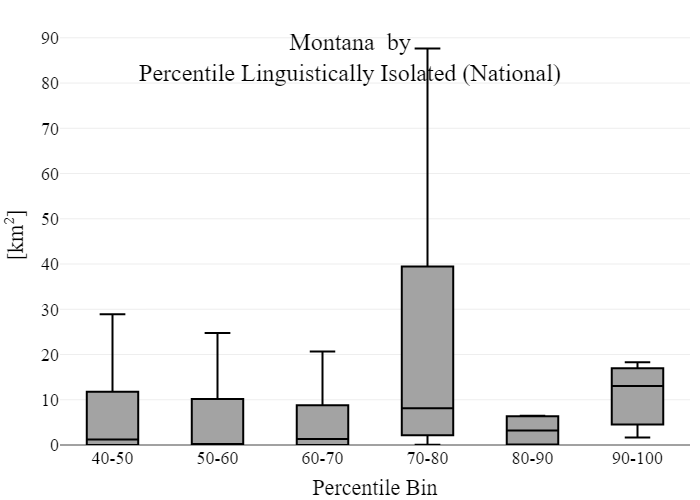 Montana by
Percentile Linguistically Isolated (National)
90
80
70
60
50
40
30
20
10
0
[km²]
40-50 50-60 60-70 70-80 80-90 90-100
Percentile Bin